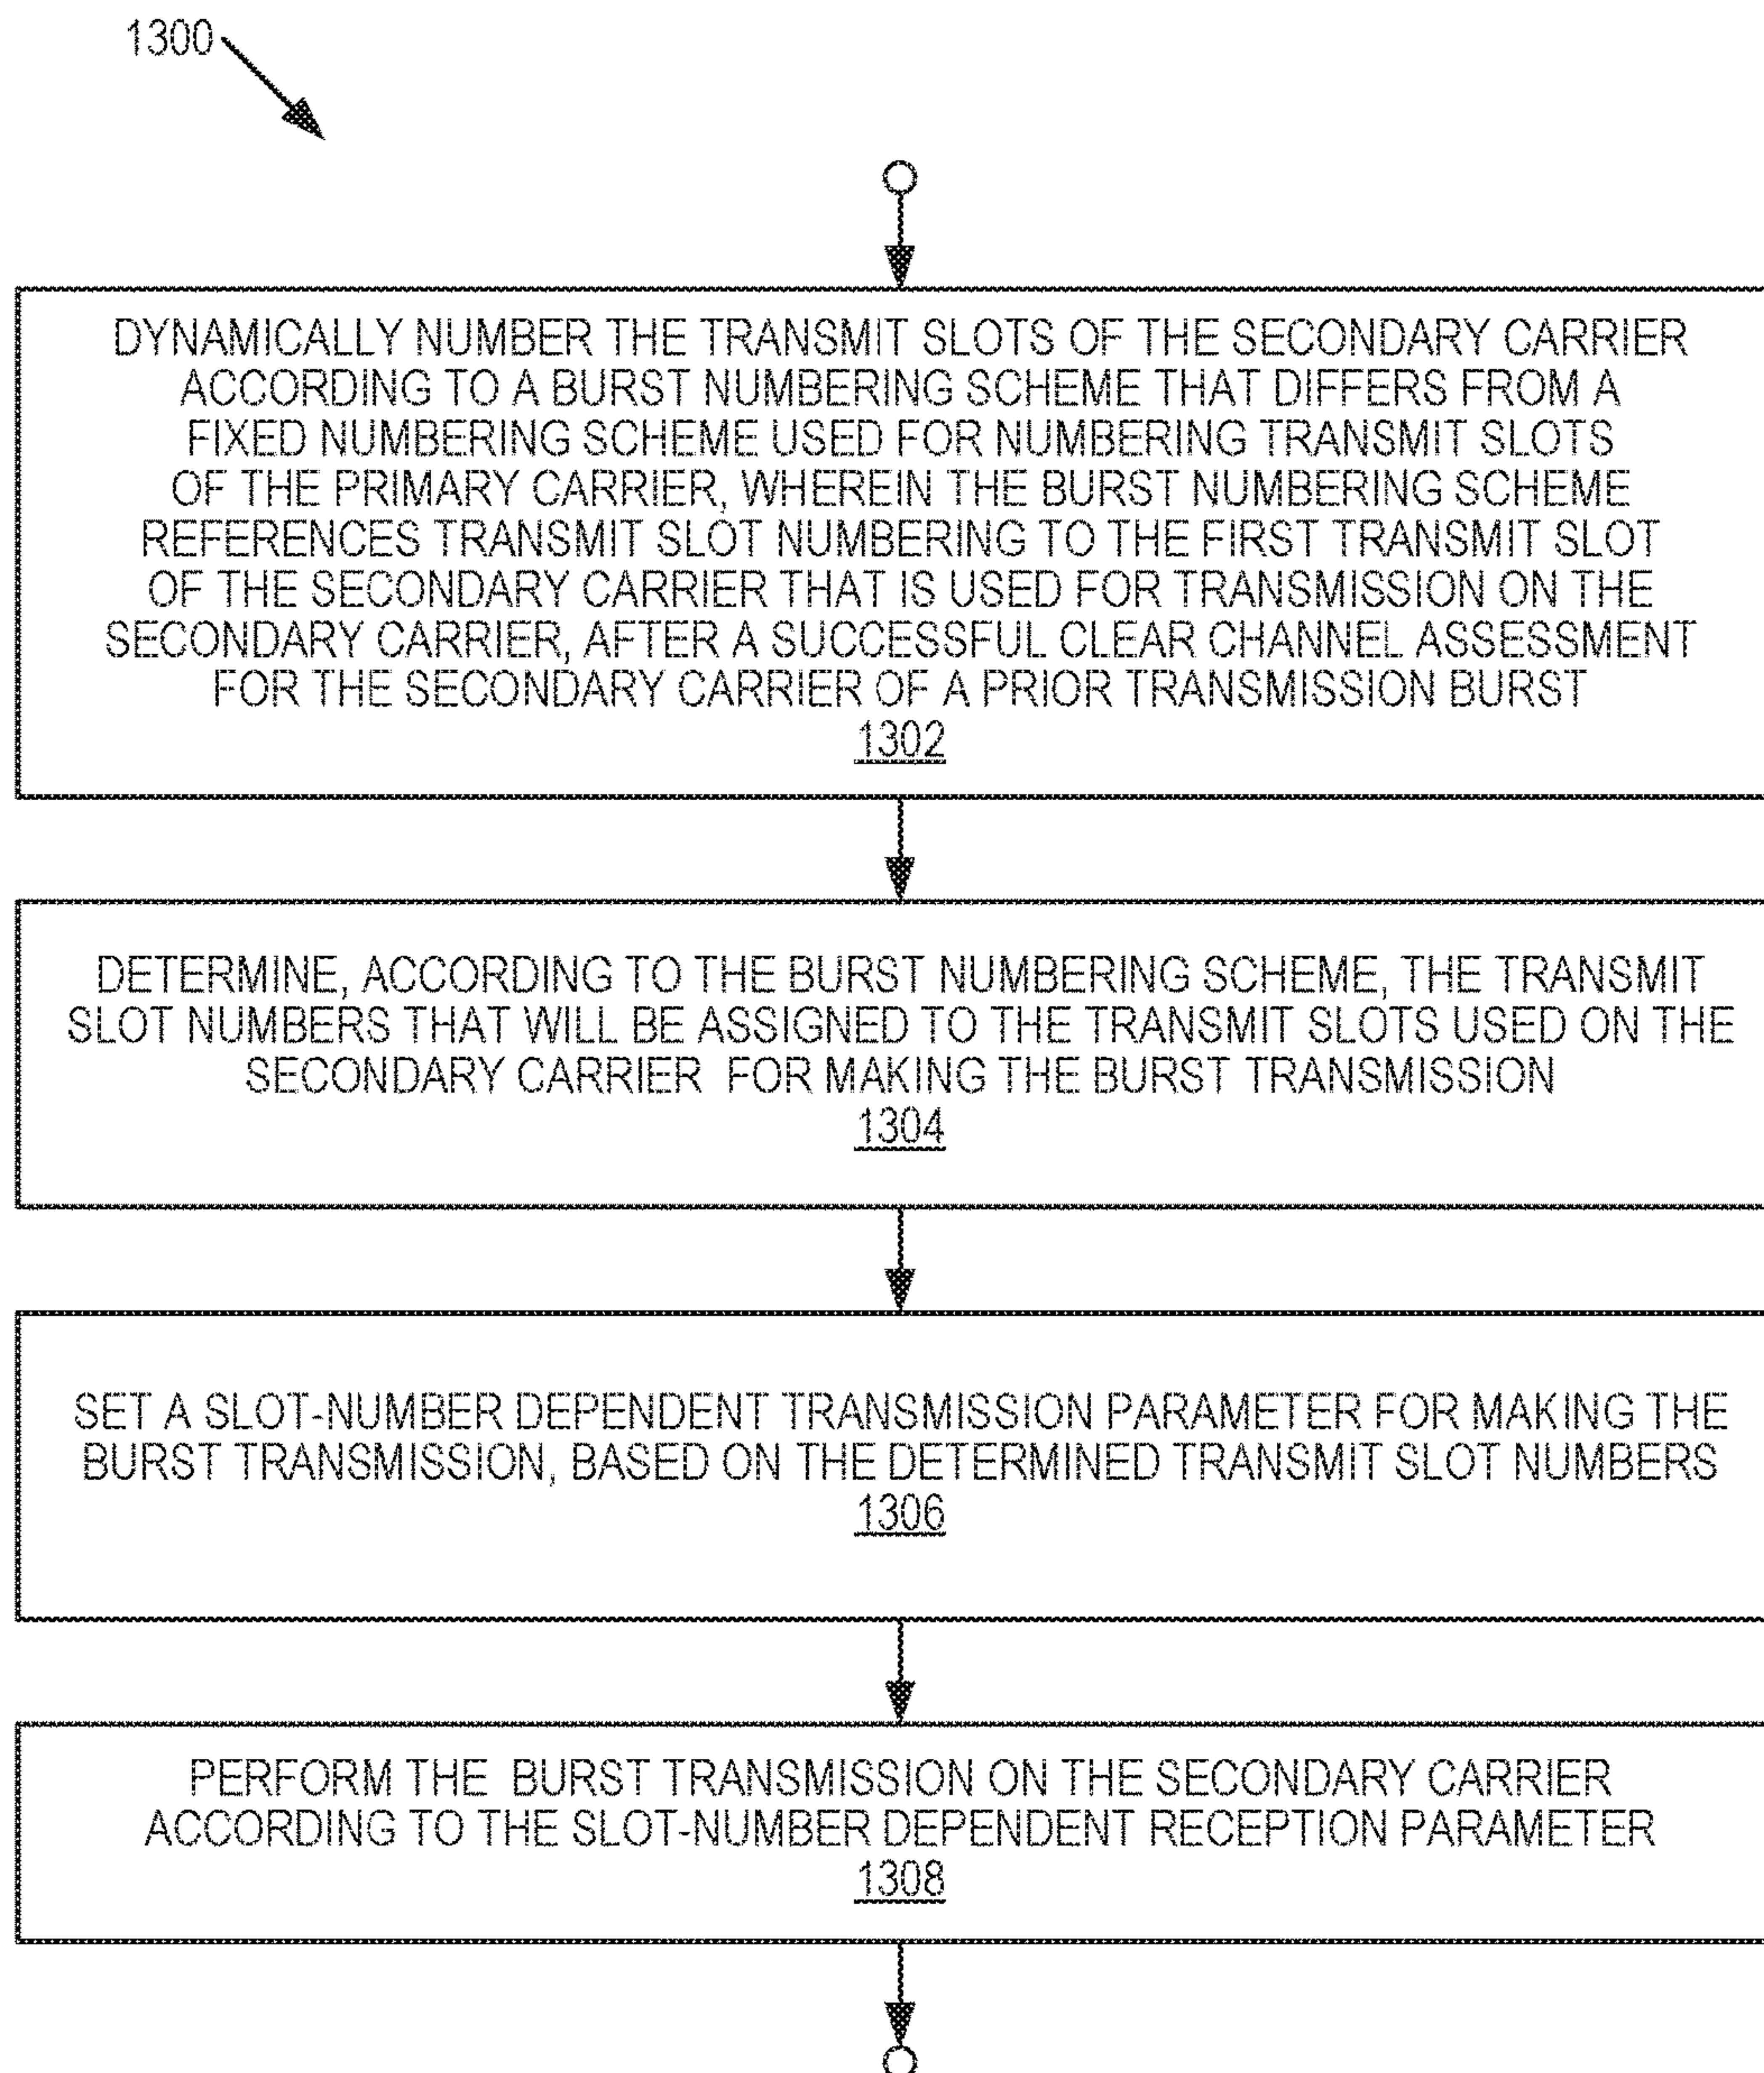 1300
DYNAMICALLY NUMBER THE TRANSMIT SLOTS OF THE SECONDARY CARRIER
ACCORDING TO A BURST NUMBERING SCHEME THAT DIFFERS FROM A
FIXED NUMBERING SCHEME USED FOR NUMBERING TRANSMIT SLOTS
OF THE PRIMARY CARRIER, WHEREIN THE BURST NUMBERING SCHEME
REFERENCES TRANSMIT SLOT NUMBERING TO THE FIRST TRANSMIT SLOT
OF THE SECONDARY CARRIER THAT IS USED FOR TRANSMISSION ON THE
SECONDARY CARRIER, AFTER A SUCCESSFUL CLEAR CHANNEL ASSESSMENT
FOR THE SECONDARY CARRIER OF A PRIOR TRANSMISSION BURST
1302
DETERMINE, ACCORDING TO THE BURST NUMBERING SCHEME, THE TRANSMIT
SLOT NUMBERS THAT WILL BE ASSIGNED TO THE TRANSMIT SLOTS USED ON THE
SECONDARY CARRIER FOR MAKING THE BURST TRANSMISSION
1304
SET A SLOT-NUMBER DEPENDENT TRANSMISSION PARAMETER FOR MAKING THE
BURST TRANSMISSION, BASED ON THE DETERMINED TRANSMIT SLOT NUMBERS
1306
PERFORM THE BURST TRANSMISSION ON THE SECONDARY CARRIER
ACCORDING TO THE SLOT-NUMBER DEPENDENT RECEPTION PARAMETER
1308